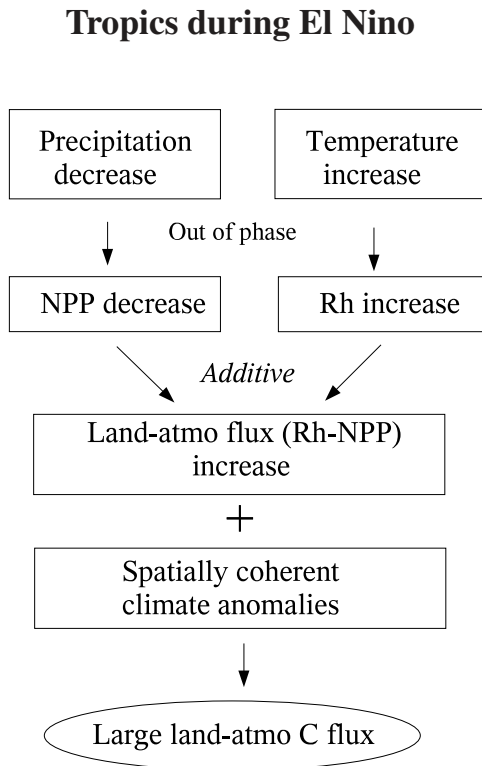 Tropics during El Nino
Precipitation
decrease
Temperature
increase
Out of phase
NPP decrease
Rh increase
Additive
Land-atmo flux (Rh-NPP)
increase
+
Spatially coherent
climate anomalies
Large land-atmo C flux